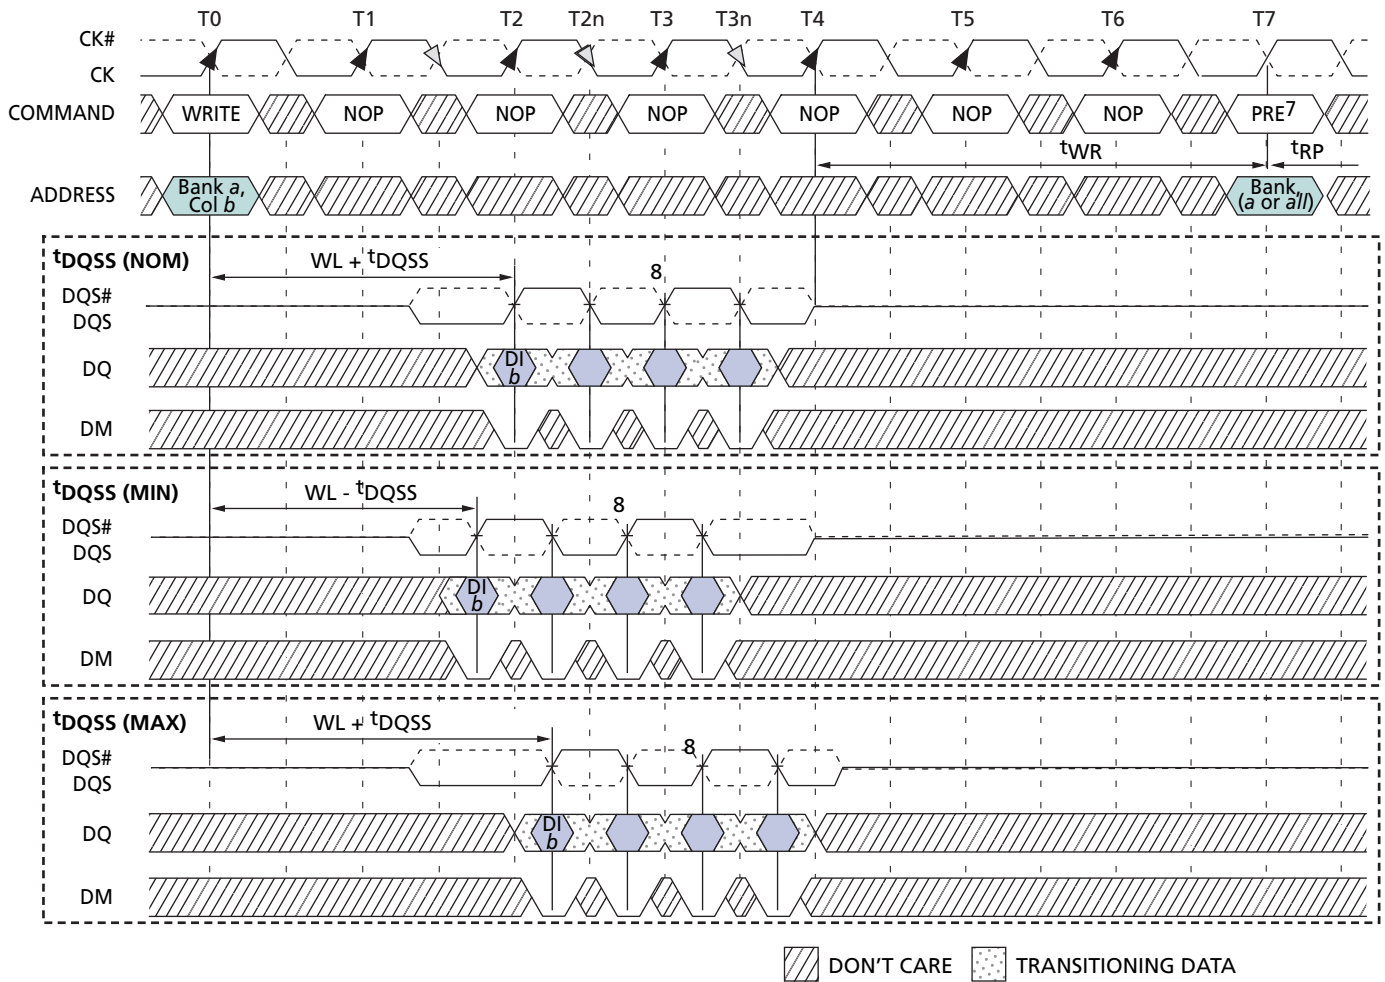 T0 T1 T2 T2n T3 T3n T4 T5 T6 T7
CK#
CK
COMMAND WRITE NOP NOP NOP NOP NOP NOP PRE7
tWR tRP
ADDRESS Bank a, Col b Bank, (a or all)
tDQSS (NOM) WL + tDQSS
8
DQS#
DQS
DQ DI b
DM
tDQSS (MIN) WL - tDQSS
8
DQS#
DQS
DQ DI b
DM
tDQSS (MAX) WL + tDQSS
8
DQS#
DQS
DQ DI b
DM
DON'T CARE TRANSITIONING DATA